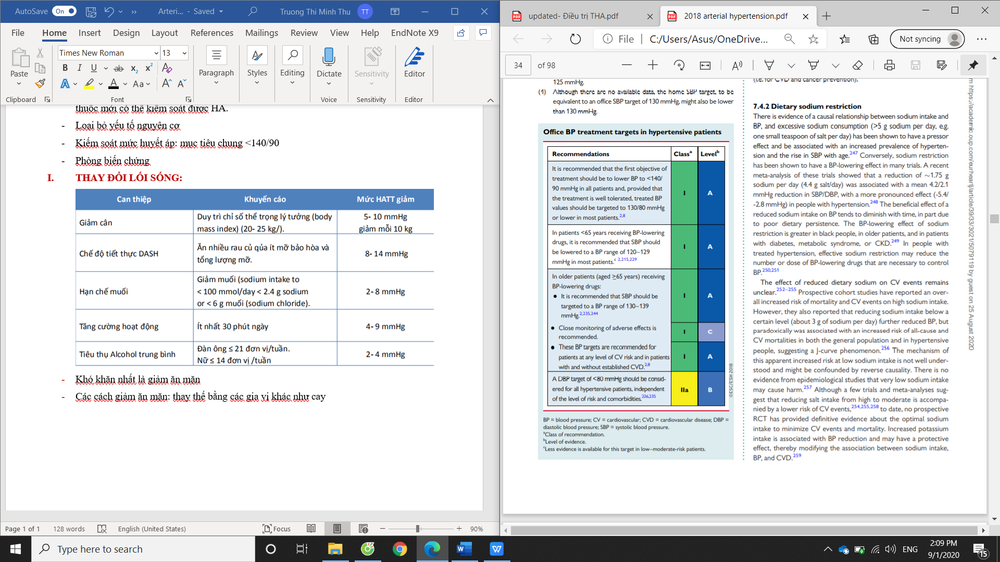 AutoSave On Arteri... - Saved Truong Thi Minh Thu TT
File Home Insert Design Layout References Mailings Review View Help EndNote X9
Paste
Times New Roman 13
B I U ab x2 x2
A A Aa A A
Paragraph Styles Editing Dictate Sensitivity Editor
Clipboard Font Voice Sensitivity Editor
thuốc mới có thể kiểm soát được HA.
- Loại bỏ yếu tố nguyên cơ
- Kiểm soát mức huyết áp: mục tiêu chung <140/90
- Phòng biến chứng
I. THAY ĐỔI LỐI SỐNG:
Can thiệp Khuyến cáo Mức HATT giảm
Giảm cân
Duy trì chỉ số thể trọng lý tưởng (body
mass index) (20- 25 kg/).
5- 10 mmHg
giảm mỗi 10 kg
Chế độ tiết thực DASH
Ăn nhiều rau củ qủa ít mỡ bảo hòa và
tổng lượng mỡ.
8- 14 mmHg
Hạn chế muối
Giảm muối (sodium intake to
< 100 mmol/day < 2.4 g sodium
or < 6 g muối (sodium chloride).
2- 8 mmHg
Tăng cường hoạt động
Ít nhất 30 phút ngày
4- 9 mmHg
Tiêu thụ Alcohol trung bình
Đàn ông ≤ 21 đơn vị/tuần.
Nữ ≤ 14 đơn vị /tuần
2- 4 mmHg
- Khó khăn nhất là giảm ăn mặn
- Các cách giảm ăn mặn: thay thế bằng các gia vị khác như cay
Page 1 of 1 128 words English (United States) Focus 90%
updated- Điều trị THA.pdf
2018 arterial hypertension.pdf
File C:/Users/Asus/OneDrive... Not syncing
34 of 98
125 mmHg.
(4) Although there are no available data, the home SBP target, to be
equivalent to an office SBP target of 130 mmHg, might also be lower
than 130 mmHg.
Office BP treatment targets in hypertensive patients
Recommendations Classa Levelb
It is recommended that the first objective of
treatment should be to lower BP to <140/
90 mmHg in all patients and, provided that
the treatment is well tolerated, treated BP
values should be targeted to 130/80 mmHg
or lower in most patients.2,8
I A
In patients <65 years receiving BP-lowering
drugs, it is recommended that SBP should
be lowered to a BP range of 120–129
mmHg in most patients.c 2,215,229
I A
In older patients (aged ≥65 years) receiving
BP-lowering drugs:
• It is recommended that SBP should be
targeted to a BP range of 130–139
mmHg.2,235,244
I A
• Close monitoring of adverse effects is
recommended.
I C
• These BP targets are recommended for
patients at any level of CV risk and in patients
with and without established CVD.2,8
I A
A DBP target of <80 mmHg should be consid-
ered for all hypertensive patients, independent
of the level of risk and comorbidities.226,235
IIa B
©ESC/ESH 2018
BP = blood pressure; CV = cardiovascular; CVD = cardiovascular disease; DBP =
diastolic blood pressure; SBP = systolic blood pressure.
aClass of recommendation.
bLevel of evidence.
cLess evidence is available for this target in low–moderate-risk patients.
(i.e. for CVD and cancer prevention).
7.4.2 Dietary sodium restriction
There is evidence of a causal relationship between sodium intake and
BP, and excessive sodium consumption (>5 g sodium per day, e.g.
one small teaspoon of salt per day) has been shown to have a pressor
effect and be associated with an increased prevalence of hyperten-
sion and the rise in SBP with age.247 Conversely, sodium restriction
has been shown to have a BP-lowering effect in many trials. A recent
meta-analysis of these trials showed that a reduction of ~1.75 g
sodium per day (4.4 g salt/day) was associated with a mean 4.2/2.1
mmHg reduction in SBP/DBP, with a more pronounced effect (-5.4/
-2.8 mmHg) in people with hypertension.248 The beneficial effect of a
reduced sodium intake on BP tends to diminish with time, in part due
to poor dietary persistence. The BP-lowering effect of sodium
restriction is greater in black people, in older patients, and in patients
with diabetes, metabolic syndrome, or CKD.249 In people with
treated hypertension, effective sodium restriction may reduce the
number or dose of BP-lowering drugs that are necessary to control
BP.250,251
The effect of reduced dietary sodium on CV events remains
unclear.252–255 Prospective cohort studies have reported an over-
all increased risk of mortality and CV events on high sodium intake.
However, they also reported that reducing sodium intake below a
certain level (about 3 g of sodium per day) further reduced BP, but
paradoxically was associated with an increased risk of all-cause and
CV mortalities in both the general population and in hypertensive
people, suggesting a J-curve phenomenon.256 The mechanism of
this apparent increased risk at low sodium intake is not well under-
stood and might be confounded by reverse causality. There is no
evidence from epidemiological studies that very low sodium intake
may cause harm.257 Although a few trials and meta-analyses sug-
gest that reducing salt intake from high to moderate is accompa-
nied by a lower risk of CV events,254,255,258 to date, no prospective
RCT has provided definitive evidence about the optimal sodium
intake to minimize CV events and mortality. Increased potassium
intake is associated with BP reduction and may have a protective
effect, thereby modifying the association between sodium intake,
BP, and CVD.259
m https://academic.oup.com/eurheartj/article/39/33/3021/5079119 by guest on 25 August 2020
Type here to search
ENG
2:09 PM
9/1/2020
15